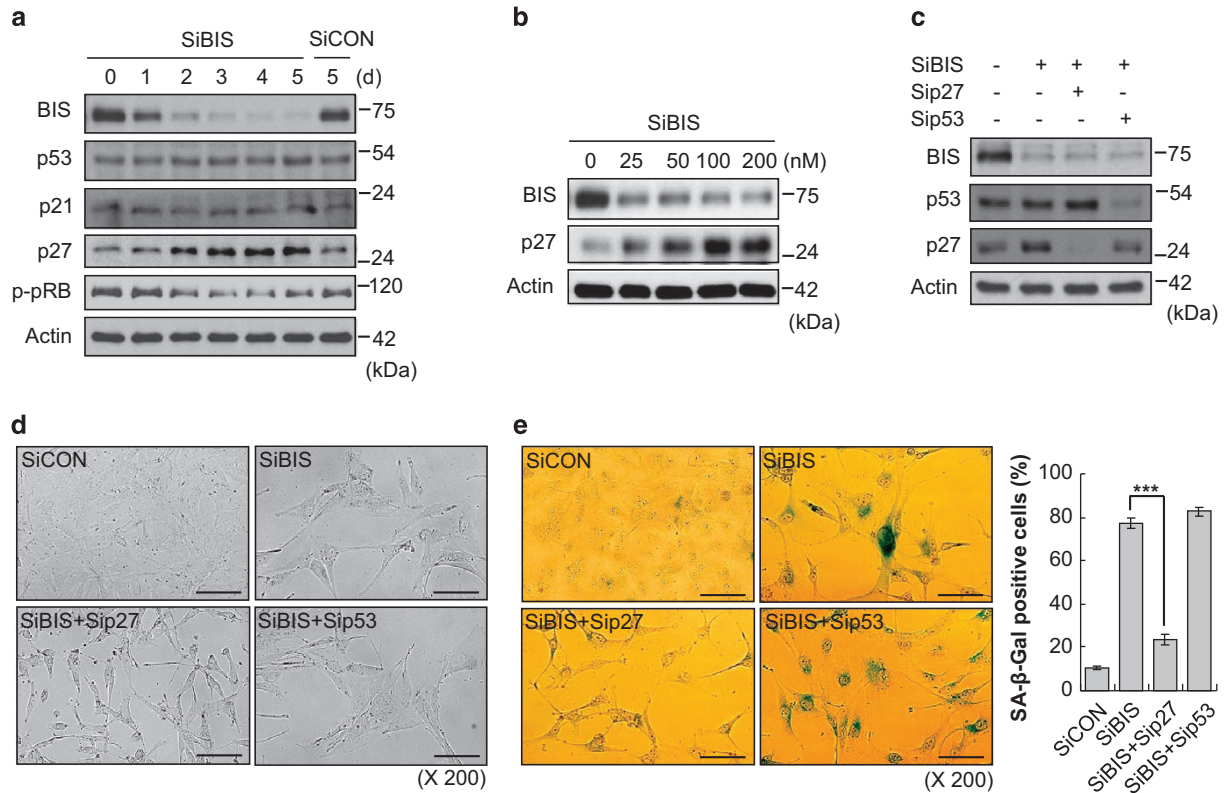 a
SiBIS SiCON
0 1 2 3 4 5 5 (d)
BIS –75
p53 –54
p21 –24
p27 –24
p-pRB –120
Actin –42
(kDa)
b
SiBIS
0 25 50 100 200 (nM)
BIS –75
p27 –24
Actin –42
(kDa)
c
SiBIS - + + +
Sip27 - - + -
Sip53 - - - +
BIS –75
p53 –54
p27 –24
Actin –42
(kDa)
d
SiCON SiBIS
SiBIS+Sip27 SiBIS+Sip53
(X 200)
e
SiCON SiBIS
SiBIS+Sip27 SiBIS+Sip53
(X 200)
SA-β-Gal positive cells (%)
100
80
60
40
20
0
***
SiCON
SiBIS
SiBIS+Sip27
SiBIS+Sip53